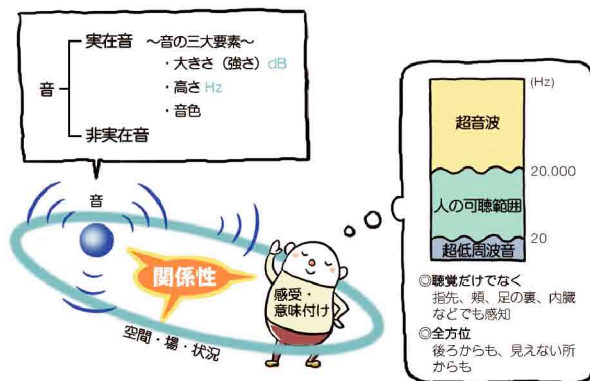 音
実在音 〜音の三大要素〜
・大きさ（強さ）dB
・高さ Hz
・音色
非実在音
音
関係性
感受・
意味付け
空間・場・状況
(Hz)
超音波
20,000
人の可聴範囲
20
超低周波音
◎聴覚だけでなく
指先、頬、足の裏、内臓
などでも感知
◎全方位
後ろからも、見えない所
からも